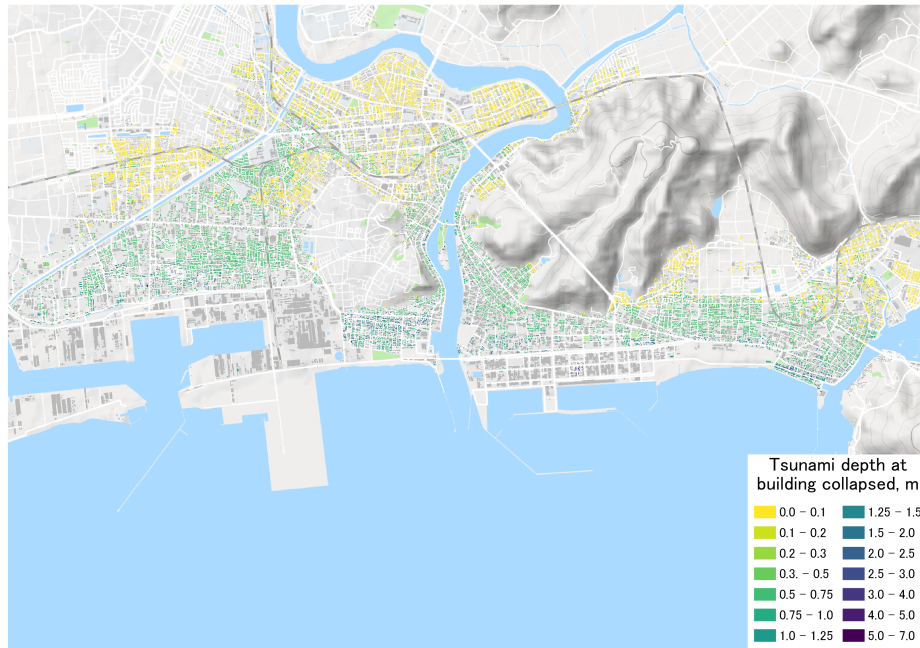 Tsunami depth at
building collapsed, m
0.0 - 0.1
0.1 - 0.2
0.2 - 0.3
0.3. - 0.5
0.5 - 0.75
0.75 - 1.0
1.0 - 1.25
1.25 - 1.5
1.5 - 2.0
2.0 - 2.5
2.5 - 3.0
3.0 - 4.0
4.0 - 5.0
5.0 - 7.0